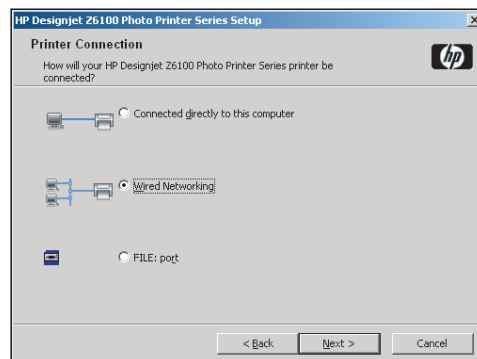 HP Designjet Z6100 Photo Printer Series Setup
Printer Connection
How will your HP Designjet Z6100 Photo Printer Series printer be
connected?
hp
Connected directly to this computer
Wired Networking
FILE: port
< Back
Next >
Cancel